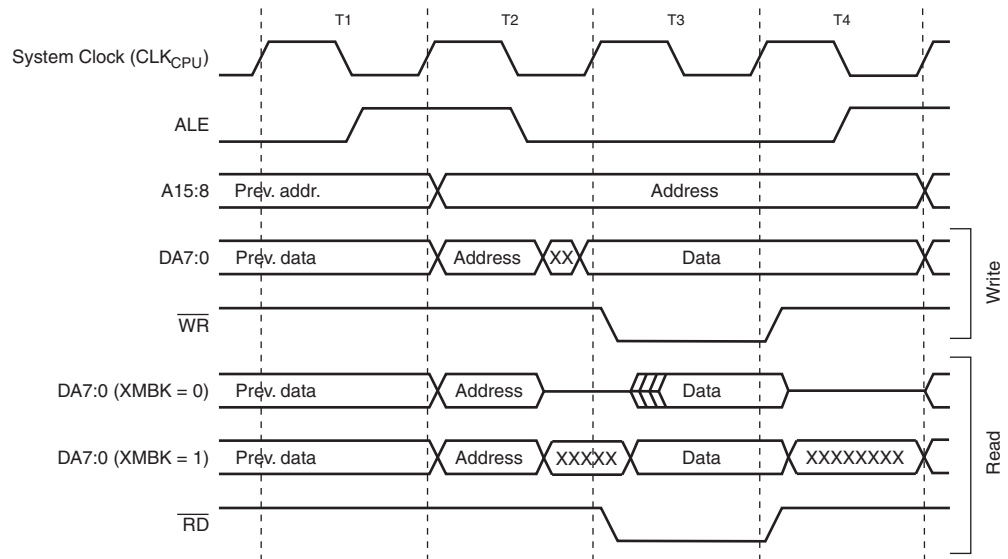 T1 T2 T3 T4
System Clock (CLKCPU)
ALE
A15:8 Prev. addr. Address
DA7:0 Prev. data Address XX Data
WR
Write
DA7:0 (XMBK = 0) Prev. data Address Data
DA7:0 (XMBK = 1) Prev. data Address XXXXX Data XXXXXXXX
RD
Read